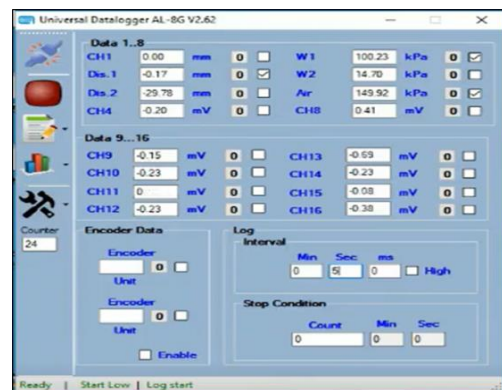 Universal Datalogger AL-8G V2.62
Data 1..8
CH1 0.00 mm 0 W1 100.23 kPa 0
Dis.1 -0.17 mm 0 W2 14.70 kPa 0
Dis.2 -29.78 mm 0 Air 149.92 kPa 0
CH4 -0.20 mV 0 CH8 0.41 mV 0
Data 9...16
CH9 -0.15 mV 0 CH13 -0.69 mV 0
CH10 -0.23 mV 0 CH14 -0.23 mV 0
CH11 0 mV 0 CH15 -0.08 mV 0
CH12 -0.23 mV 0 CH16 -0.38 mV 0
Counter
24
Encoder Data
Encoder
0
Unit
Encoder
0
Unit
Enable
Log
Interval
Min Sec ms
0 5 0 High
Stop Condition
Count Min Sec
0 0 0
Ready | Start Low | Log start